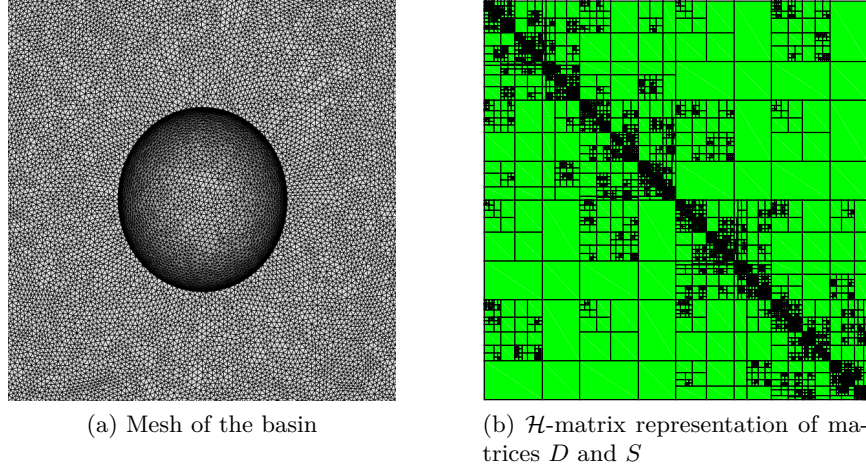 (a) Mesh of the basin
(b) ℋ-matrix representation of ma-
trices D and S